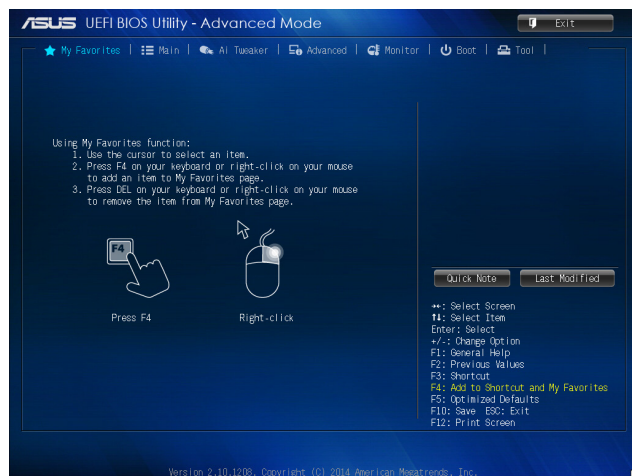 ASUS UEFI BIOS Utility - Advanced Mode
Exit
My Favorites | Main | Ai Tweaker | Advanced | Monitor | Boot | Tool |
Using My Favorites function:
1. Use the cursor to select an item.
2. Press F4 on your keyboard or right-click on your mouse
to add an item to My Favorites page.
3. Press DEL on your keyboard or right-click on your mouse
to remove the item from My Favorites page.
F4
Press F4
Right-click
Quick Note
Last Modified
→←: Select Screen
↑↓: Select Item
Enter: Select
+/-: Change Option
F1: General Help
F2: Previous Values
F3: Shortcut
F4: Add to Shortcut and My Favorites
F5: Optimized Defaults
F10: Save ESC: Exit
F12: Print Screen
Version 2.10.1208. Copyright (C) 2014 American Megatrends, Inc.